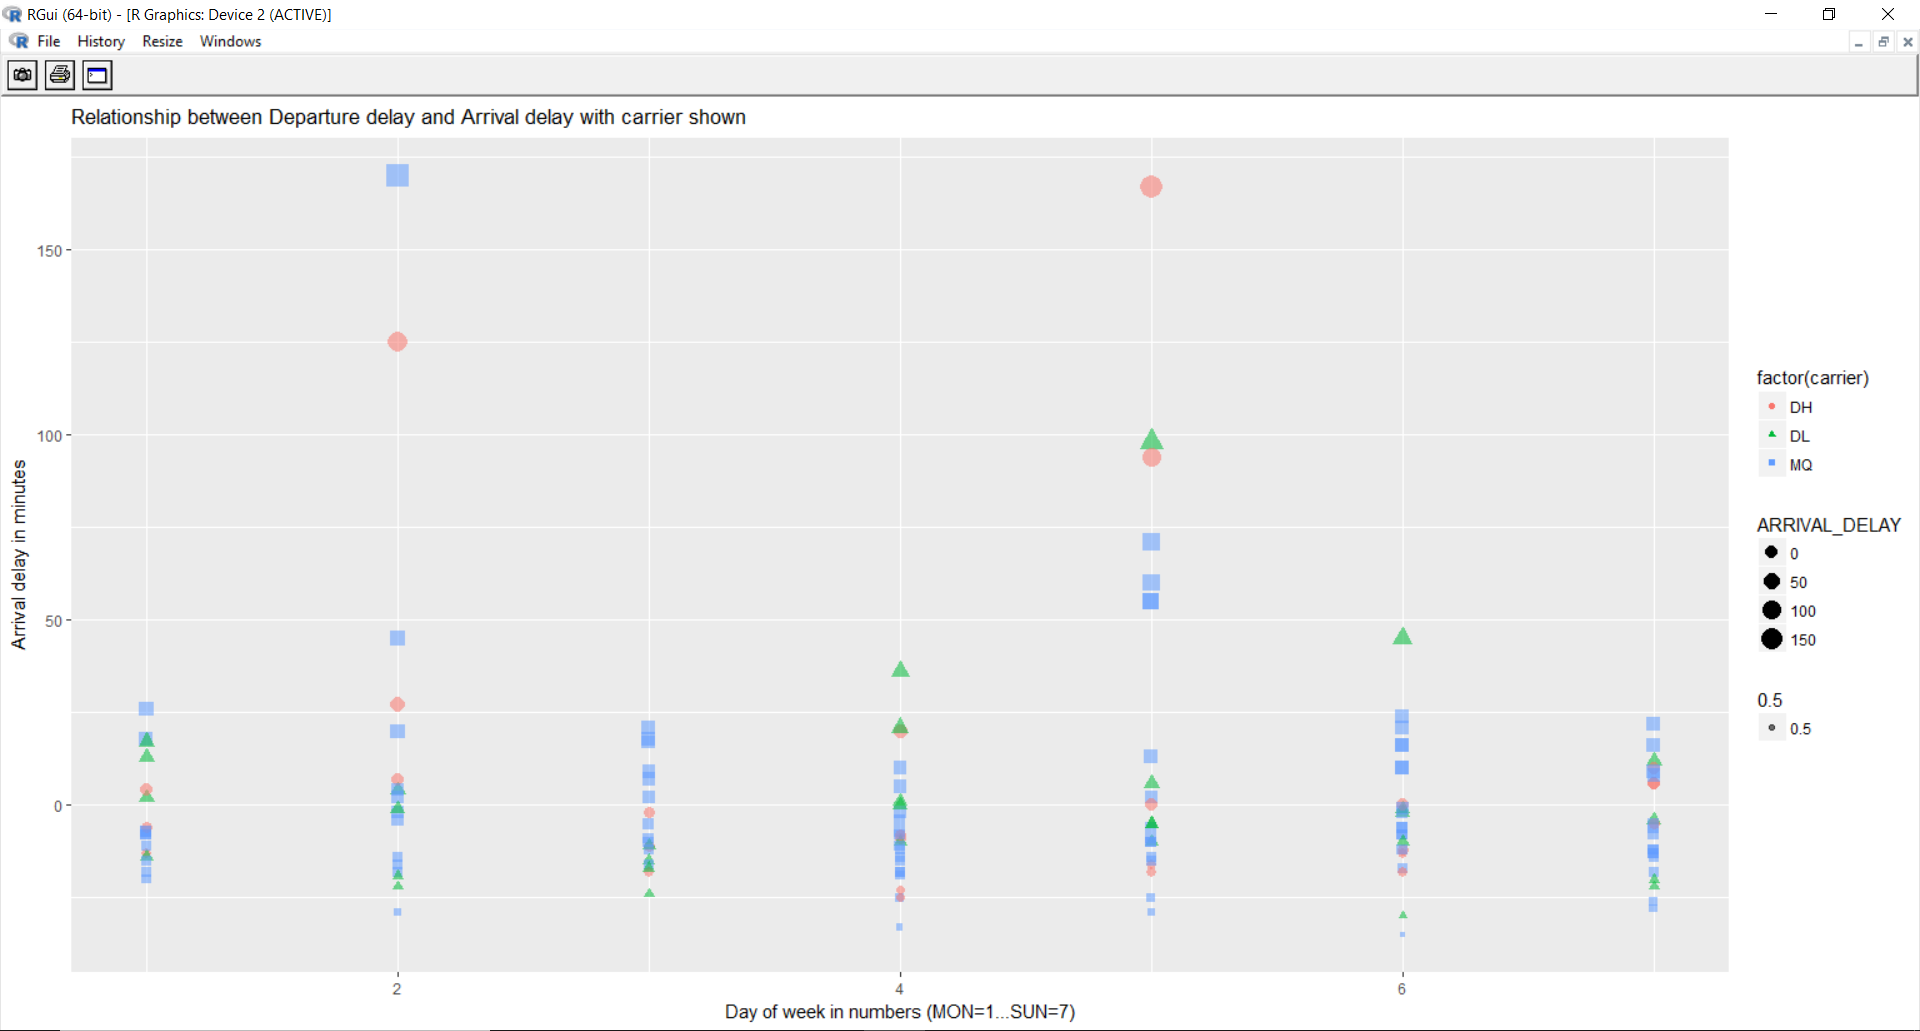 RGui (64-bit) - [R Graphics: Device 2 (ACTIVE)]
File History Resize Windows
Relationship between Departure delay and Arrival delay with carrier shown
150
100
50
0
Arrival delay in minutes
2 4 6
Day of week in numbers (MON=1...SUN=7)
factor(carrier)
DH
DL
MQ
ARRIVAL_DELAY
0
50
100
150
0.5
0.5